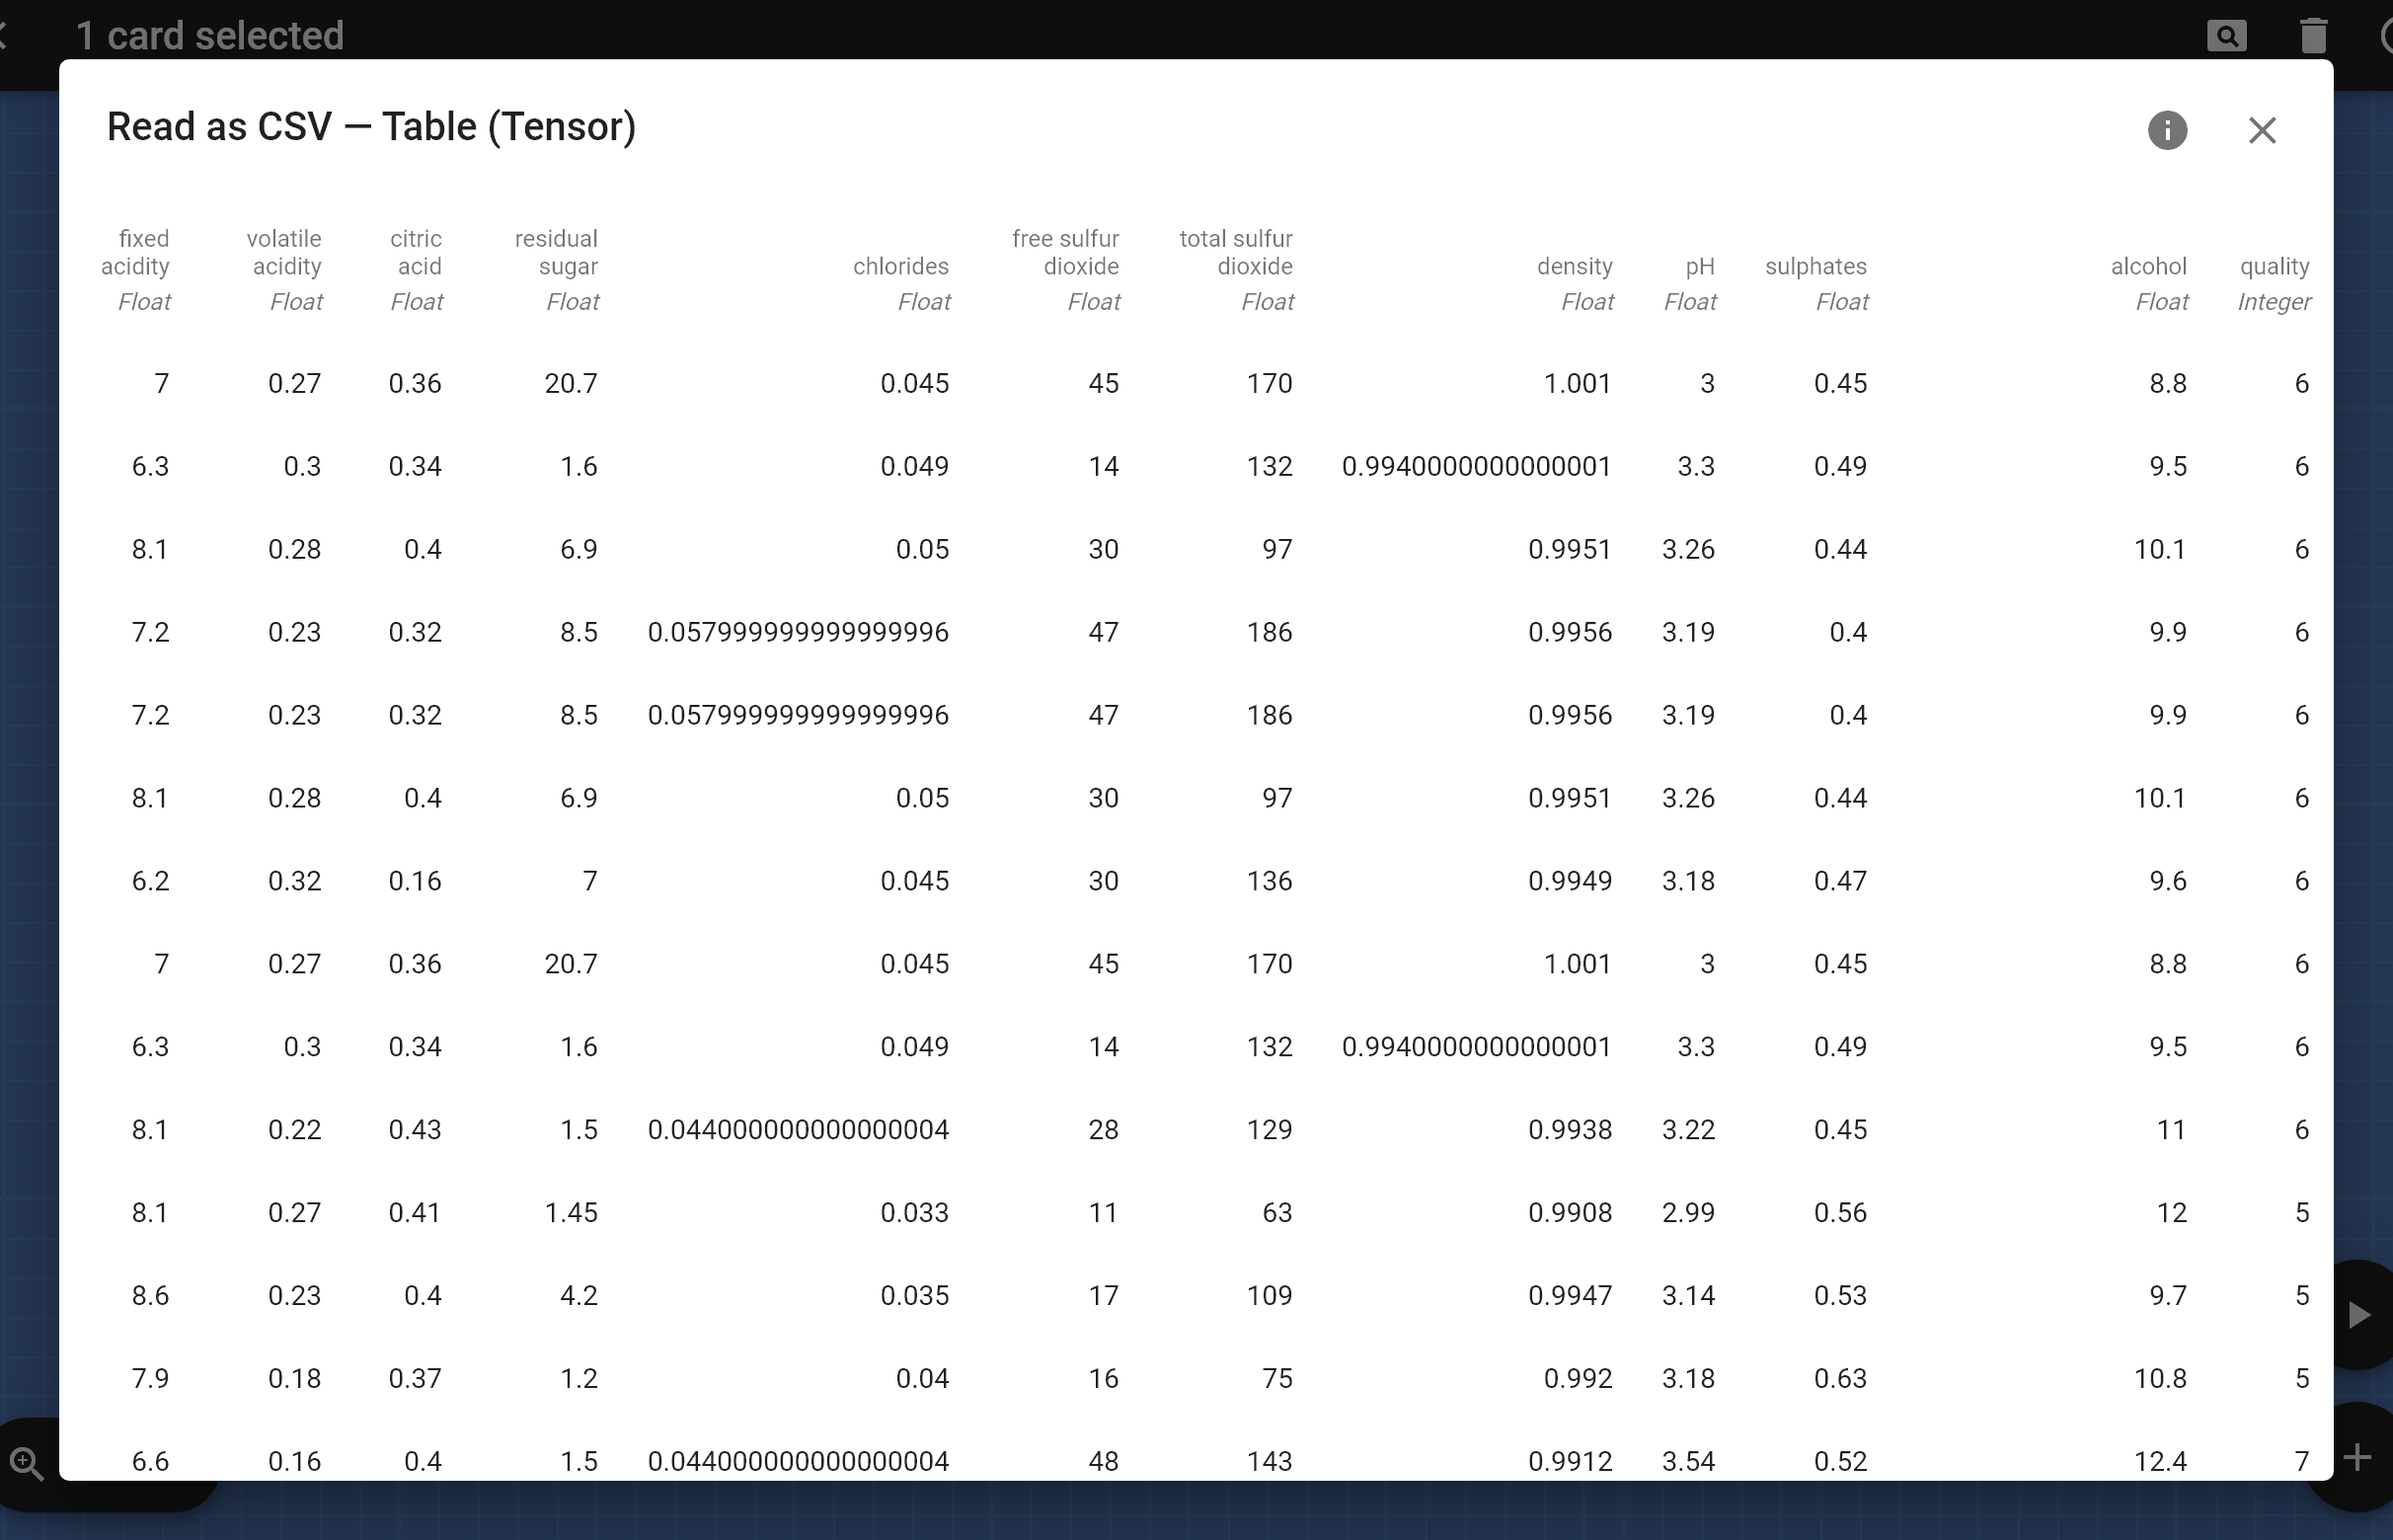 1 card selected
Read as CSV — Table (Tensor)
fixed acidity volatile acidity citric acid residual sugar chlorides free sulfur dioxide total sulfur dioxide density pH sulphates alcohol quality
Float Float Float Float Float Float Float Float Float Float Float Integer
7 0.27 0.36 20.7 0.045 45 170 1.001 3 0.45 8.8 6
6.3 0.3 0.34 1.6 0.049 14 132 0.9940000000000001 3.3 0.49 9.5 6
8.1 0.28 0.4 6.9 0.05 30 97 0.9951 3.26 0.44 10.1 6
7.2 0.23 0.32 8.5 0.057999999999999996 47 186 0.9956 3.19 0.4 9.9 6
7.2 0.23 0.32 8.5 0.057999999999999996 47 186 0.9956 3.19 0.4 9.9 6
8.1 0.28 0.4 6.9 0.05 30 97 0.9951 3.26 0.44 10.1 6
6.2 0.32 0.16 7 0.045 30 136 0.9949 3.18 0.47 9.6 6
7 0.27 0.36 20.7 0.045 45 170 1.001 3 0.45 8.8 6
6.3 0.3 0.34 1.6 0.049 14 132 0.9940000000000001 3.3 0.49 9.5 6
8.1 0.22 0.43 1.5 0.044000000000000004 28 129 0.9938 3.22 0.45 11 6
8.1 0.27 0.41 1.45 0.033 11 63 0.9908 2.99 0.56 12 5
8.6 0.23 0.4 4.2 0.035 17 109 0.9947 3.14 0.53 9.7 5
7.9 0.18 0.37 1.2 0.04 16 75 0.992 3.18 0.63 10.8 5
6.6 0.16 0.4 1.5 0.044000000000000004 48 143 0.9912 3.54 0.52 12.4 7